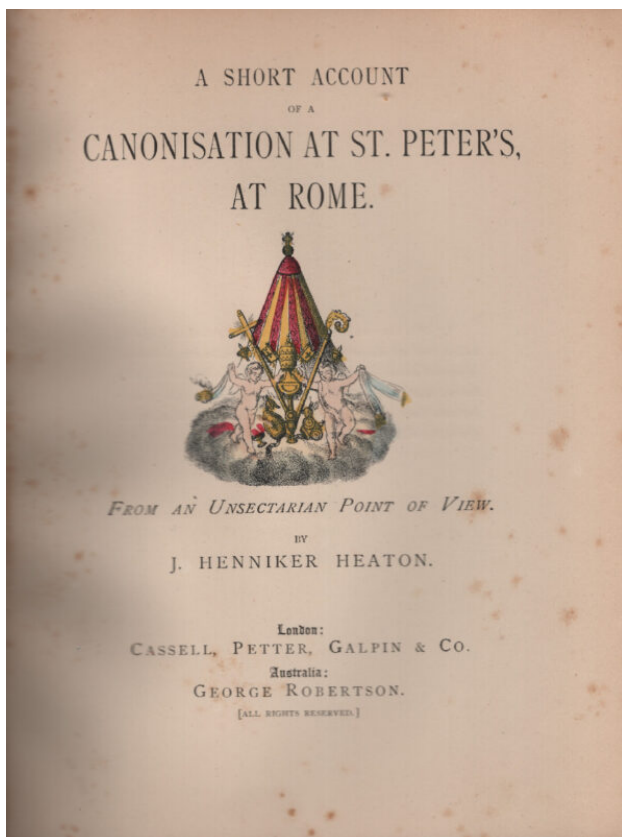 A SHORT ACCOUNT
OF A
CANONISATION AT ST. PETER'S,
AT ROME.
FROM AN UNSECTARIAN POINT OF VIEW.
BY
J. HENNIKER HEATON.
London:
CASSELL, PETTER, GALPIN & CO.
Australia:
GEORGE ROBERTSON.
[ALL RIGHTS RESERVED.]